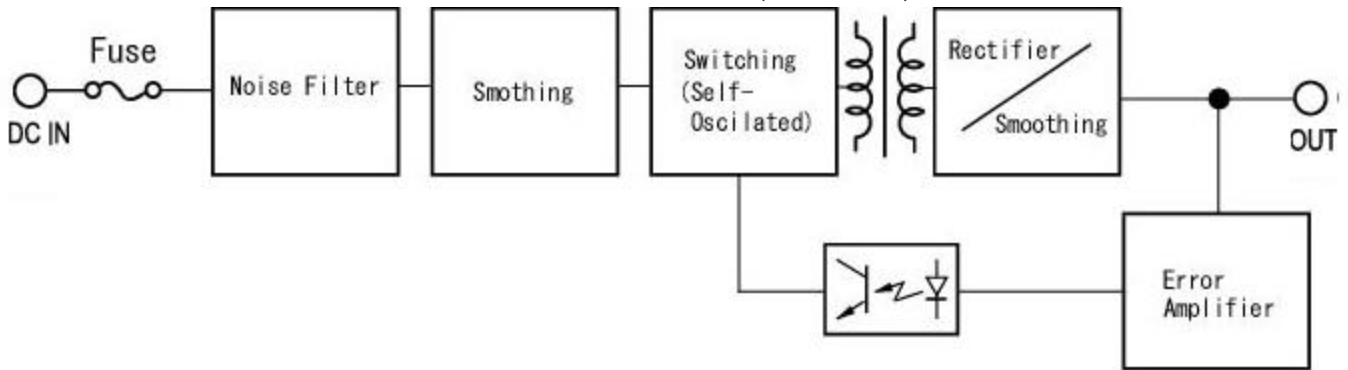 Fuse
DC IN
Noise Filter
Smothing
Switching
(Self-
Oscilated)
Rectifier
Smoothing
OUT
Error
Amplifier